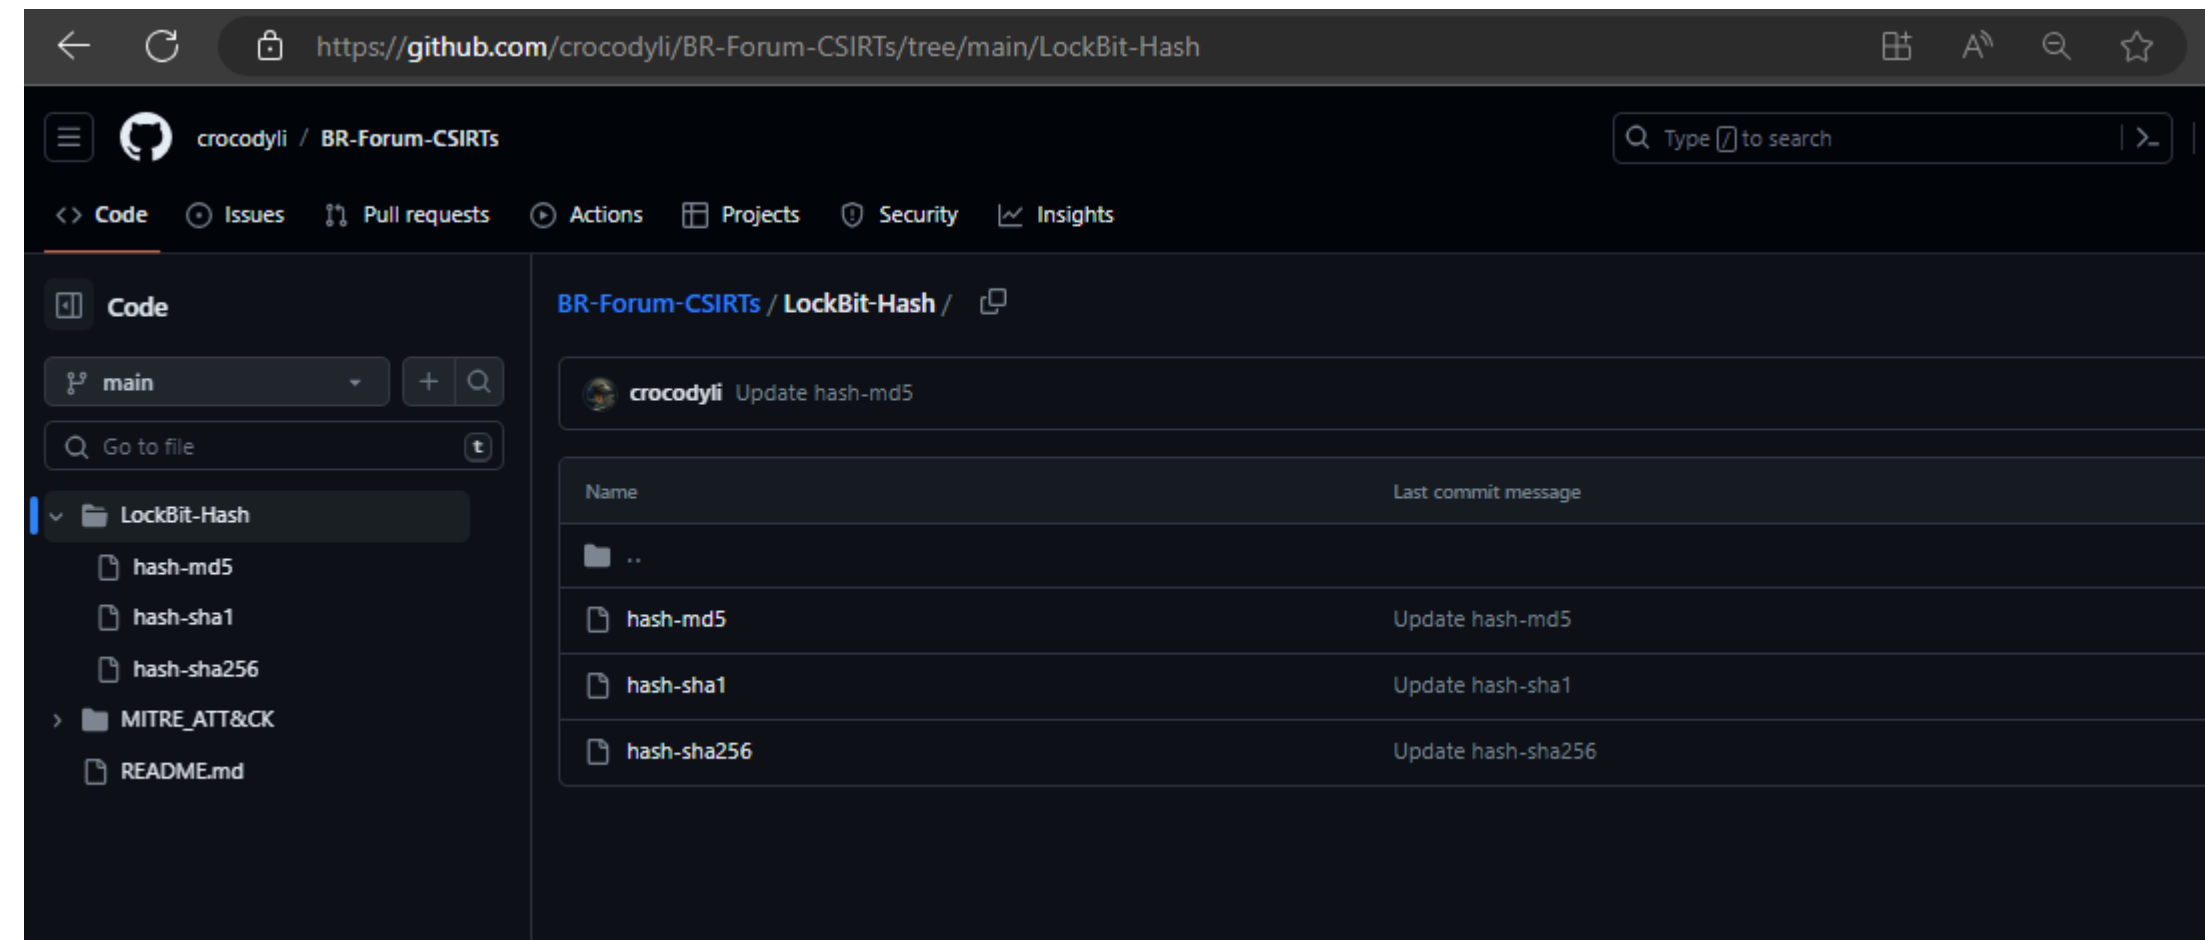 https://github.com/crocodyli/BR-Forum-CSIRTs/tree/main/LockBit-Hash
crocodyli / BR-Forum-CSIRTs
Type / to search
Code Issues Pull requests Actions Projects Security Insights
Code
main
Go to file
t
LockBit-Hash
hash-md5
hash-sha1
hash-sha256
MITRE_ATT&CK
README.md
BR-Forum-CSIRTs / LockBit-Hash /
crocodyli Update hash-md5
Name Last commit message
..
hash-md5 Update hash-md5
hash-sha1 Update hash-sha1
hash-sha256 Update hash-sha256